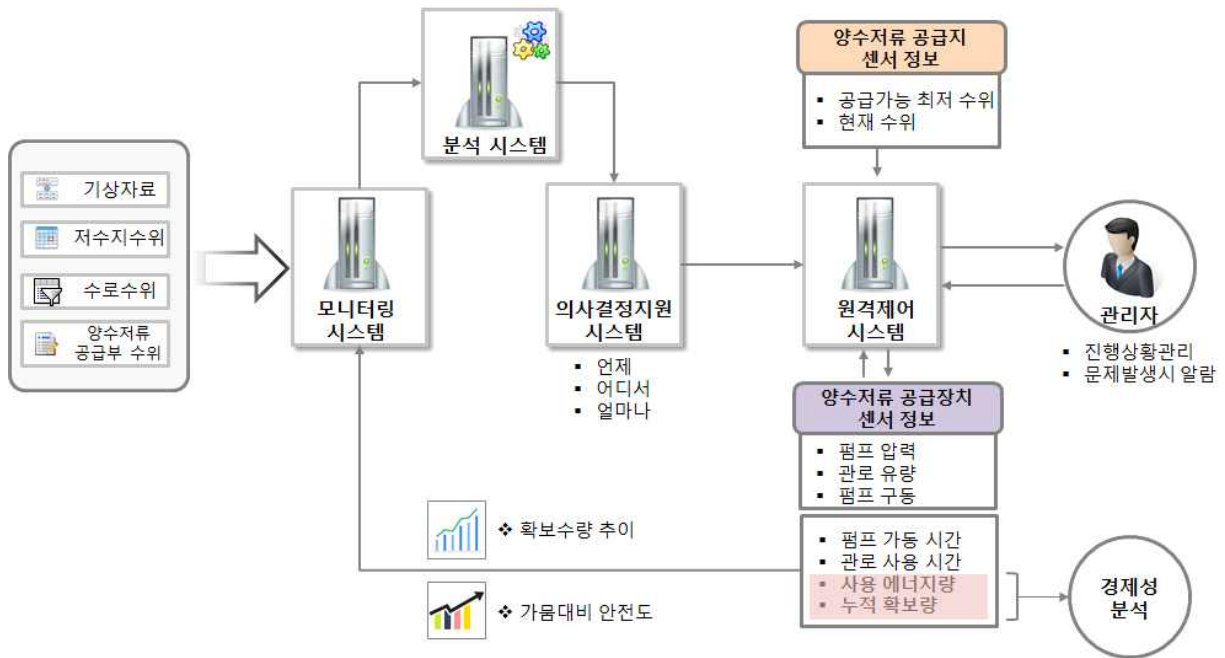 분석 시스템
양수저류 공급지
센서 정보
▪ 공급가능 최저 수위
▪ 현재 수위
기상자료
저수지수위
수로수위
양수저류
공급부 수위
모니터링
시스템
의사결정지원
시스템
▪ 언제
▪ 어디서
▪ 얼마나
원격제어
시스템
관리자
▪ 진행상황관리
▪ 문제발생시 알람
양수저류 공급장치
센서 정보
▪ 펌프 압력
▪ 관로 유량
▪ 펌프 구동
▪ 펌프 가동 시간
▪ 관로 사용 시간
▪ 사용 에너지량
▪ 누적 확보량
❖ 확보수량 추이
❖ 가뭄대비 안전도
경제성
분석